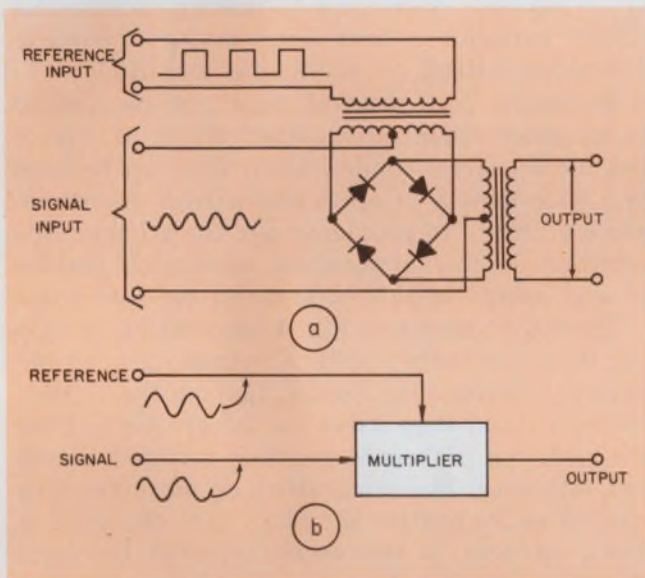 REFERENCE
INPUT
SIGNAL
INPUT
OUTPUT
a
REFERENCE
SIGNAL
MULTIPLIER
OUTPUT
b